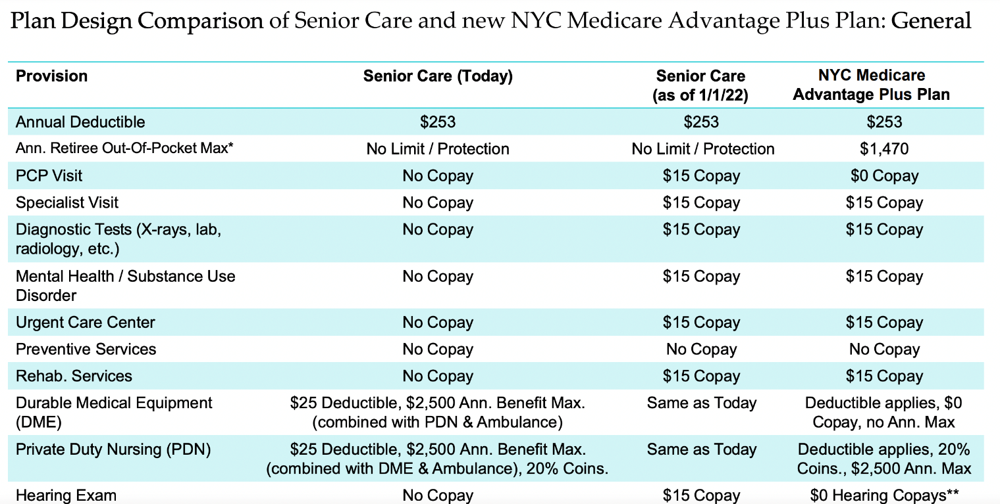 Plan Design Comparison of Senior Care and new NYC Medicare Advantage Plus Plan: General
Provision Senior Care (Today) Senior Care (as of 1/1/22) NYC Medicare Advantage Plus Plan
Annual Deductible $253 $253 $253
Ann. Retiree Out-Of-Pocket Max* No Limit / Protection No Limit / Protection $1,470
PCP Visit No Copay $15 Copay $0 Copay
Specialist Visit No Copay $15 Copay $15 Copay
Diagnostic Tests (X-rays, lab, No Copay $15 Copay $15 Copay
radiology, etc.)
Mental Health / Substance Use No Copay $15 Copay $15 Copay
Disorder
Urgent Care Center No Copay $15 Copay $15 Copay
Preventive Services No Copay No Copay No Copay
Rehab. Services No Copay $15 Copay $15 Copay
Durable Medical Equipment $25 Deductible, $2,500 Ann. Benefit Max. Same as Today Deductible applies, $0
(DME) (combined with PDN & Ambulance) Copay, no Ann. Max
Private Duty Nursing (PDN) $25 Deductible, $2,500 Ann. Benefit Max. Same as Today Deductible applies, 20%
(combined with DME & Ambulance), 20% Coins. Coins., $2,500 Ann. Max
Hearing Exam No Copay $15 Copay $0 Hearing Copays**